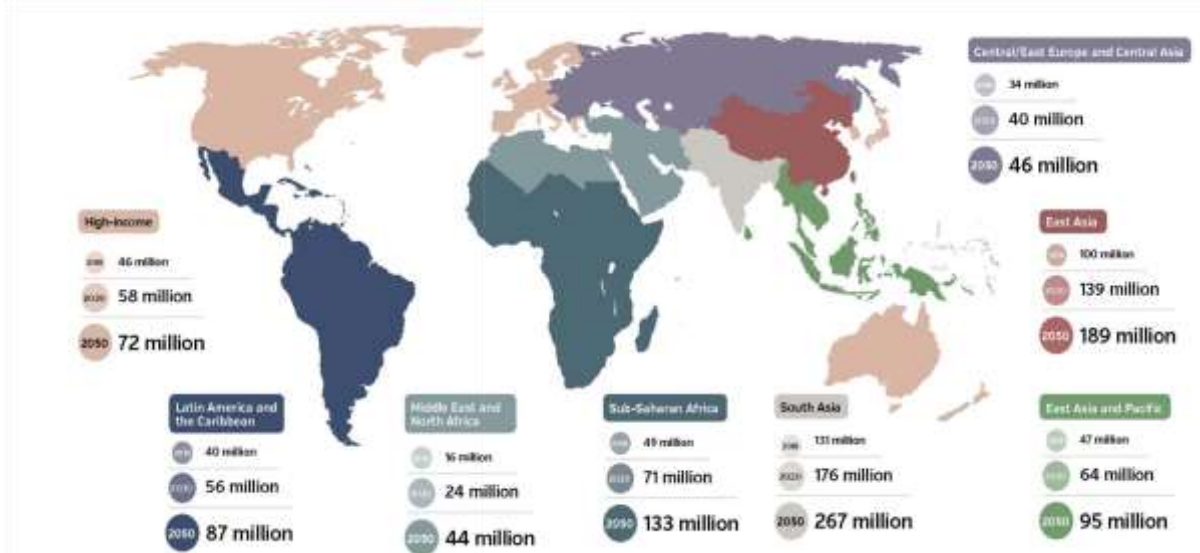 Central/East Europe and Central Asia
34 million
40 million
2050 46 million
High-income
46 million
2020 58 million
2050 72 million
East Asia
100 million
139 million
2050 189 million
Latin America and
the Caribbean
40 million
56 million
2050 87 million
Middle East and
North Africa
16 million
24 million
2050 44 million
Sub-Saharan Africa
49 million
71 million
2050 133 million
South Asia
131 million
2020 176 million
2050 267 million
East Asia and Pacific
47 million
64 million
2050 95 million